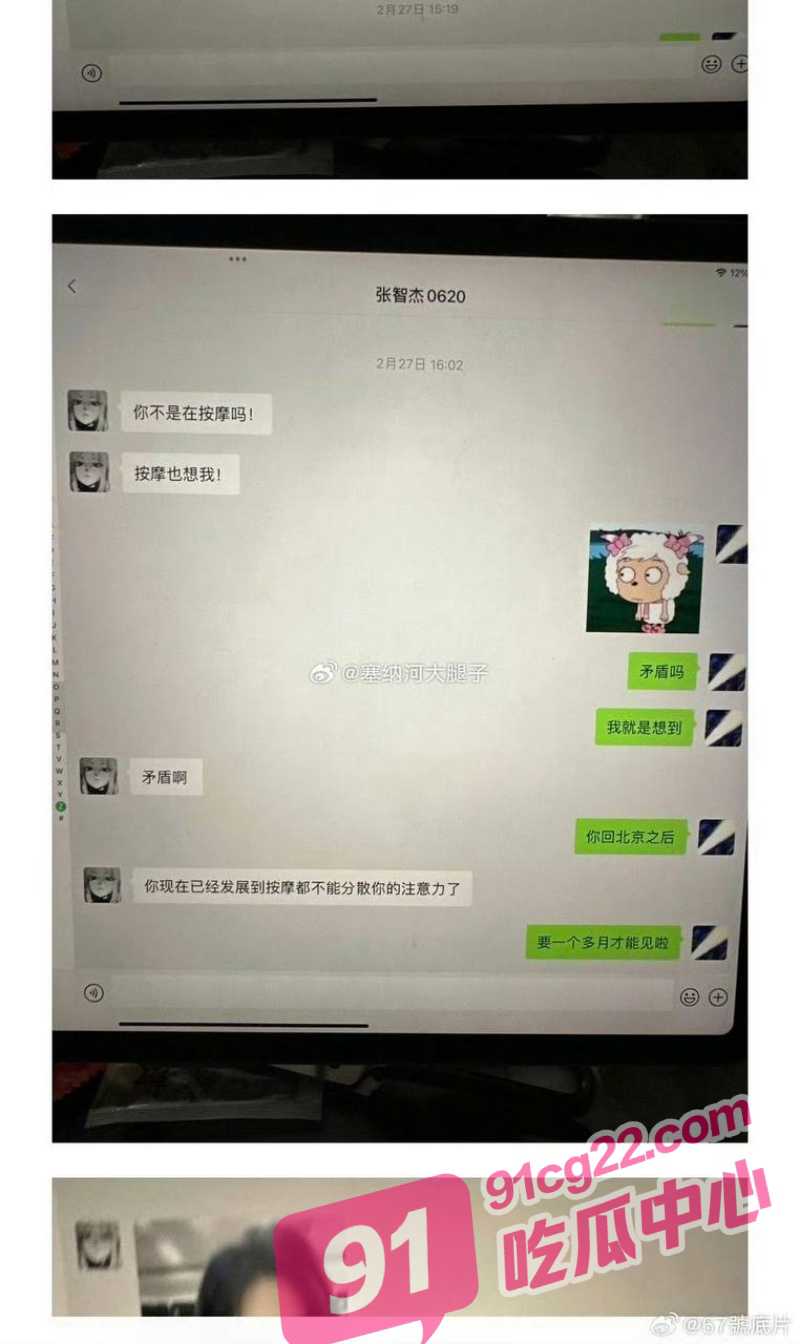 2月27日 15:19
12%
张智杰0620
2月27日 16:02
你不是在按摩吗！
按摩也想我！
@塞纳河大腿子
矛盾吗
我就是想到
矛盾啊
你回北京之后
你现在已经发展到按摩都不能分散你的注意力了
要一个多月才能见啦
G
J
K
L
M
N
O
P
Q
R
S
T
V
W
X
Y
Z
#
91
91cg22.com
吃瓜中心
@67號底片